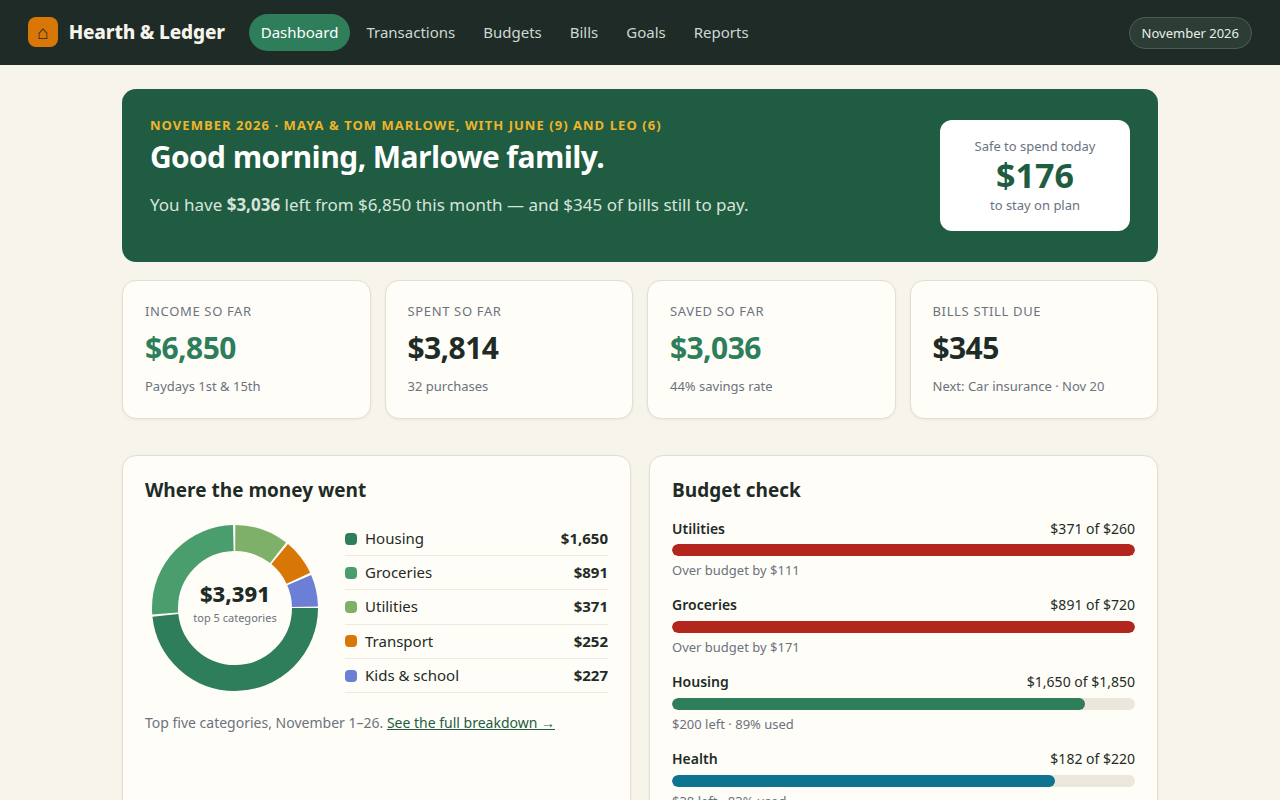 Hearth & Ledger
Dashboard
Transactions
Budgets
Bills
Goals
Reports
November 2026
NOVEMBER 2026 · MAYA & TOM MARLOWE, WITH JUNE (9) AND LEO (6)
Good morning, Marlowe family.
You have $3,036 left from $6,850 this month — and $345 of bills still to pay.
Safe to spend today
$176
to stay on plan
INCOME SO FAR
$6,850
Paydays 1st & 15th
SPENT SO FAR
$3,814
32 purchases
SAVED SO FAR
$3,036
44% savings rate
BILLS STILL DUE
$345
Next: Car insurance · Nov 20
Where the money went
$3,391
top 5 categories
Housing $1,650
Groceries $891
Utilities $371
Transport $252
Kids & school $227
Top five categories, November 1–26. See the full breakdown →
Budget check
Utilities $371 of $260
Over budget by $111
Groceries $891 of $720
Over budget by $171
Housing $1,650 of $1,850
$200 left · 89% used
Health $182 of $220